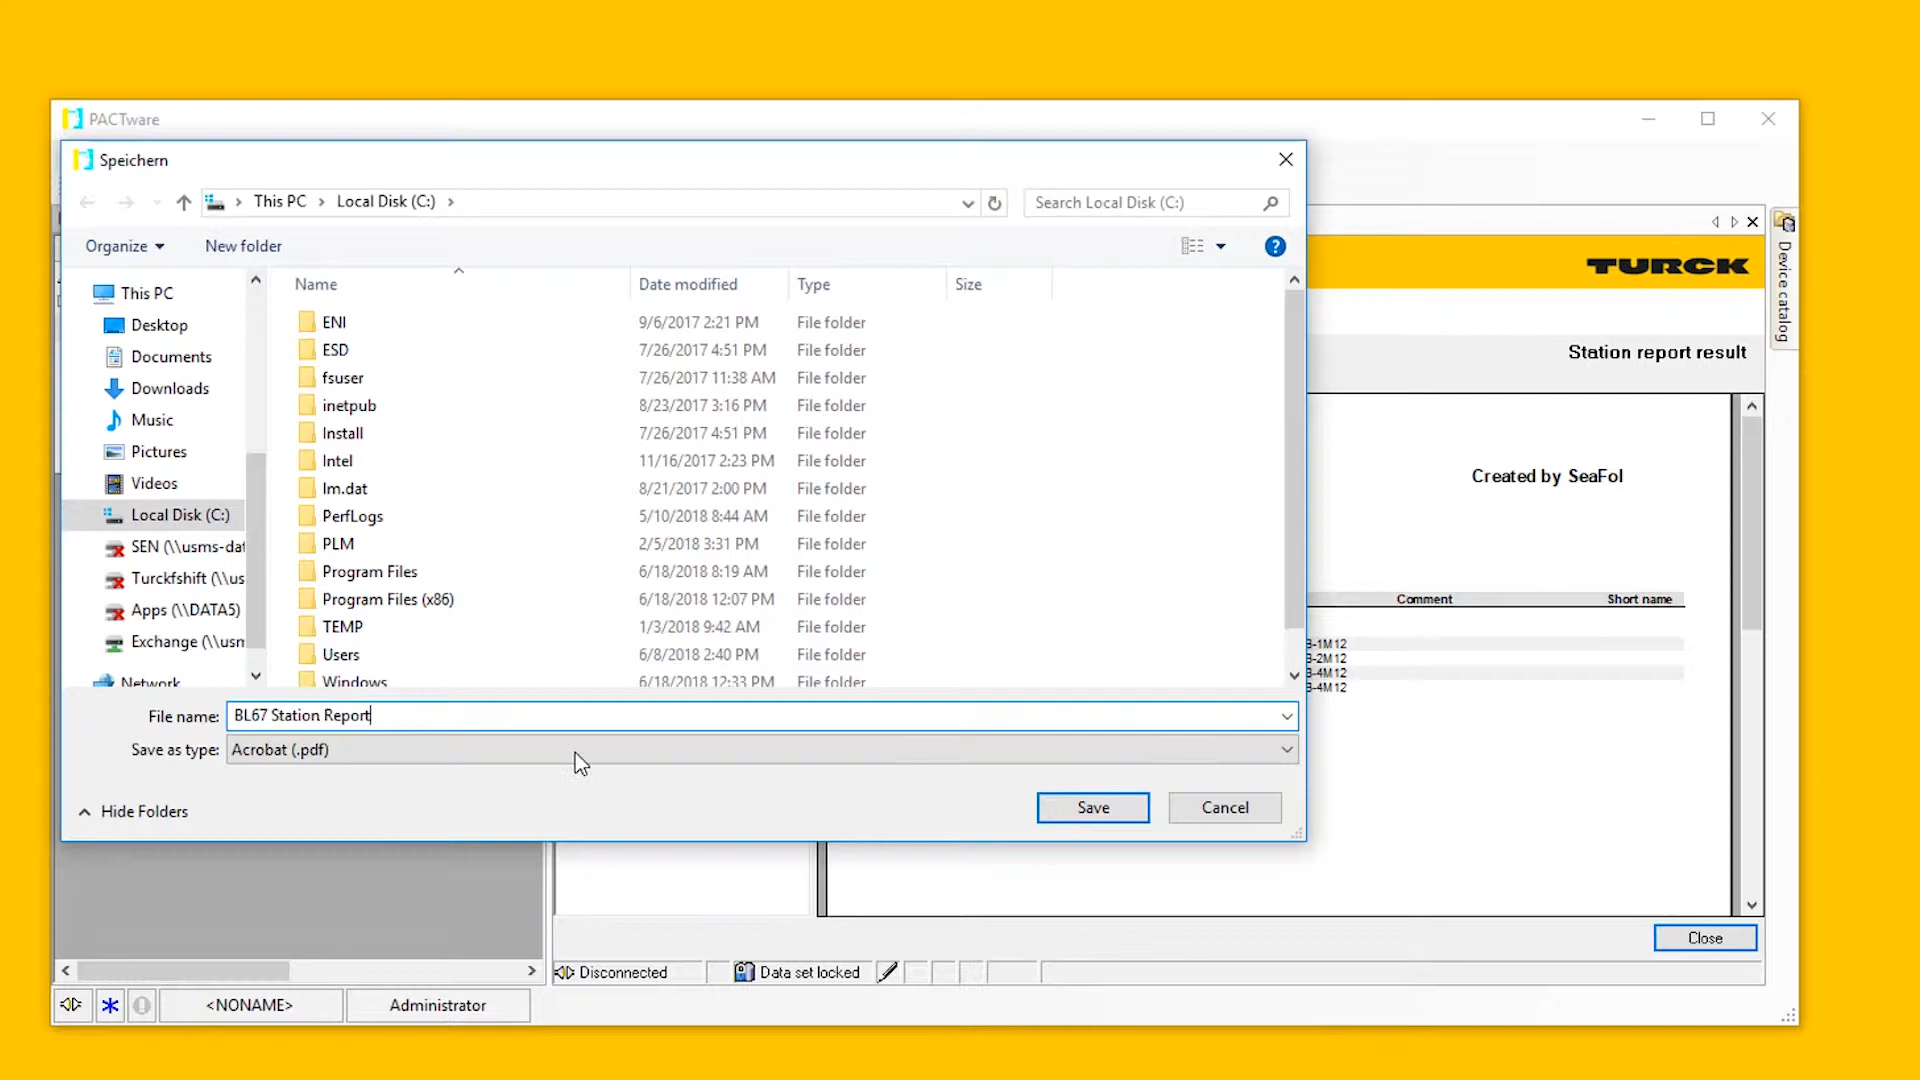 PACTware
Speichern
This PC > Local Disk (C:) >
Search Local Disk (C:)
Organize
New folder
TURCK
Device catalog
Station report result
Created by SeaFol
Comment
Short name
3-1M12
3-2M12
3-4M12
3-4M12
This PC
Desktop
Documents
Downloads
Music
Pictures
Videos
Local Disk (C:)
SEN (\\usms-dat
Turckfshift (\\us
Apps (\\DATA5)
Exchange (\\usm
Network
Name Date modified Type Size
ENI 9/6/2017 2:21 PM File folder
ESD 7/26/2017 4:51 PM File folder
fsuser 7/26/2017 11:38 AM File folder
inetpub 8/23/2017 3:16 PM File folder
Install 7/26/2017 4:51 PM File folder
Intel 11/16/2017 2:23 PM File folder
lm.dat 8/21/2017 2:00 PM File folder
PerfLogs 5/10/2018 8:44 AM File folder
PLM 2/5/2018 3:31 PM File folder
Program Files 6/18/2018 8:19 AM File folder
Program Files (x86) 6/18/2018 12:07 PM File folder
TEMP 1/3/2018 9:42 AM File folder
Users 6/8/2018 2:40 PM File folder
Windows 6/18/2018 12:33 PM File folder
File name: BL67 Station Report
Save as type: Acrobat (.pdf)
Hide Folders
Save
Cancel
Close
Disconnected
Data set locked
<NONAME>
Administrator